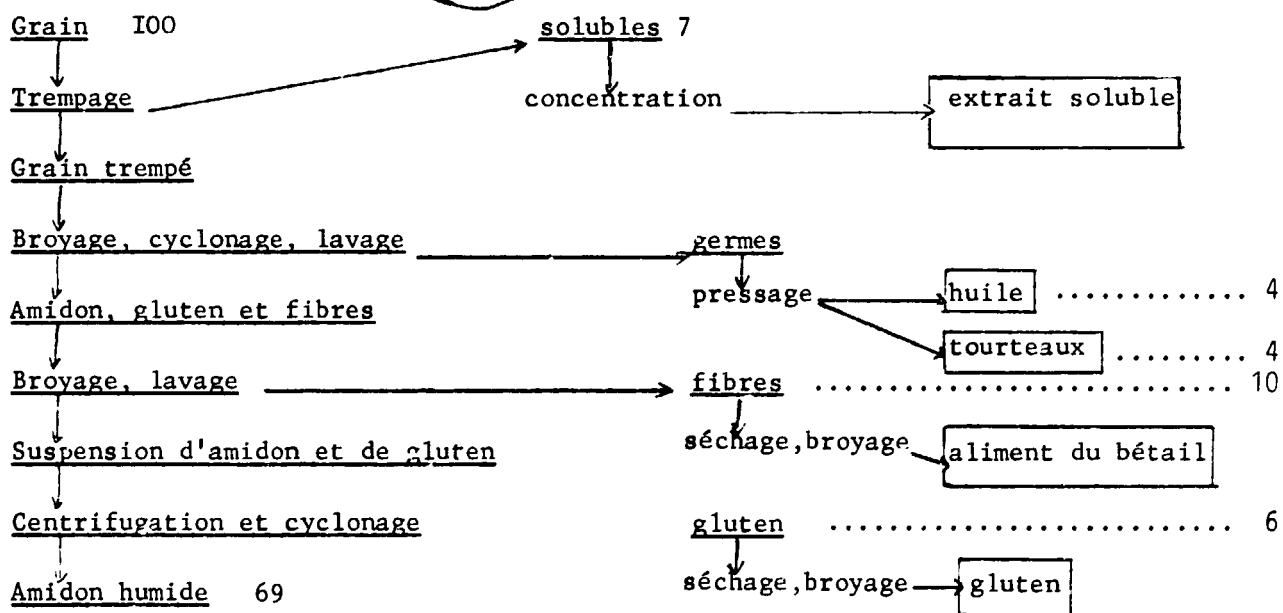 Grain I00 solubles 7
Trempage concentration extrait soluble
Grain trempé
Broyage, cyclonage, lavage germes
pressage huile ............. 4
Amidon, gluten et fibres
tourteaux ......... 4
Broyage, lavage fibres ............................. 10
séchage,broyage aliment du bétail
Suspension d'amidon et de gluten
Centrifugation et cyclonage gluten ............................ 6
Amidon humide 69 séchage,broyage gluten